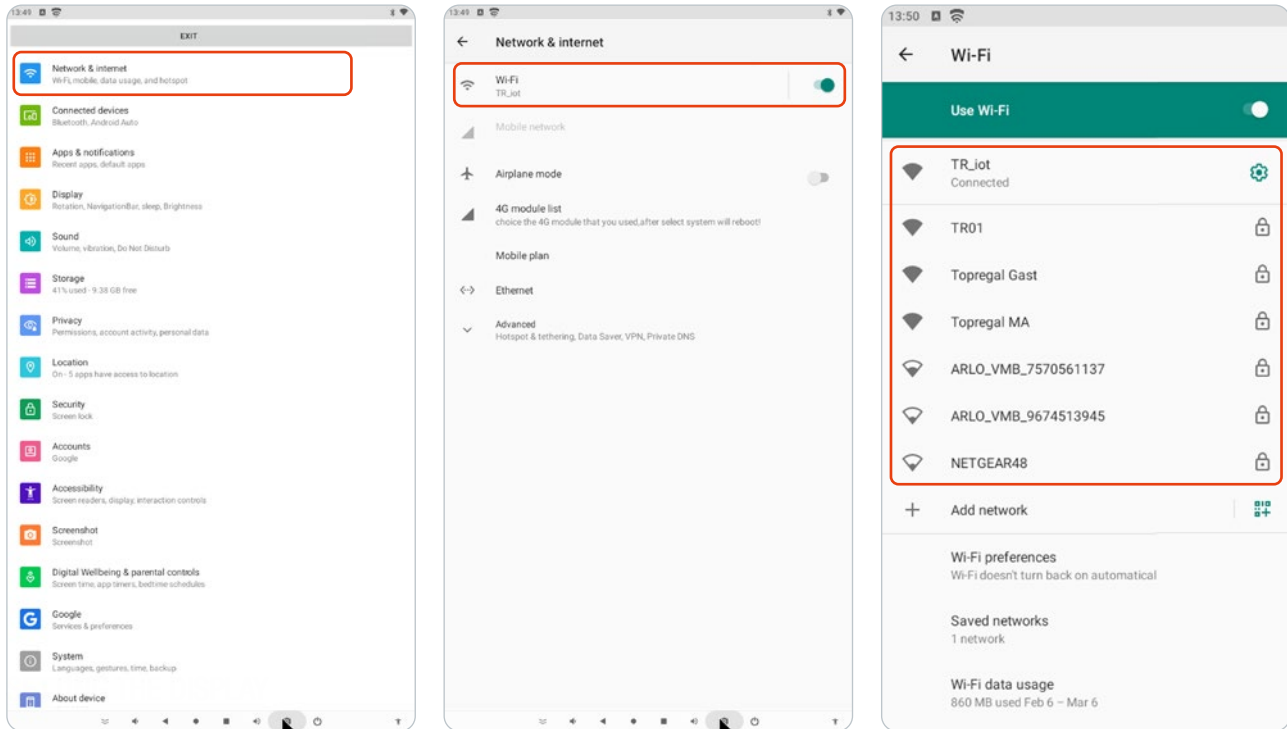 13:49
EXIT
Network & internet
Wi-Fi, mobile, data usage, and hotspot
Connected devices
Bluetooth, Android Auto
Apps & notifications
Recent apps, default apps
Display
Rotation, NavigationBar, sleep, Brightness
Sound
Volume, vibration, Do Not Disturb
Storage
41% used - 9.38 GB free
Privacy
Permissions, account activity, personal data
Location
On - 5 apps have access to location
Security
Screen lock
Accounts
Google
Accessibility
Screen readers, display, interaction controls
Screenshot
Screenshot
Digital Wellbeing & parental controls
Screen time, app timers, bedtime schedules
Google
Services & preferences
System
Languages, gestures, time, backup
About device
13:49
Network & internet
Wi-Fi
TR_iot
Mobile network
Airplane mode
4G module list
choice the 4G module that you used,after select system will reboot!
Mobile plan
Ethernet
Advanced
Hotspot & tethering, Data Saver, VPN, Private DNS
13:50
Wi-Fi
Use Wi-Fi
TR_iot
Connected
TR01
Topregal Gast
Topregal MA
ARLO_VMB_7570561137
ARLO_VMB_9674513945
NETGEAR48
Add network
Wi-Fi preferences
Wi-Fi doesn't turn back on automatical
Saved networks
1 network
Wi-Fi data usage
860 MB used Feb 6 – Mar 6